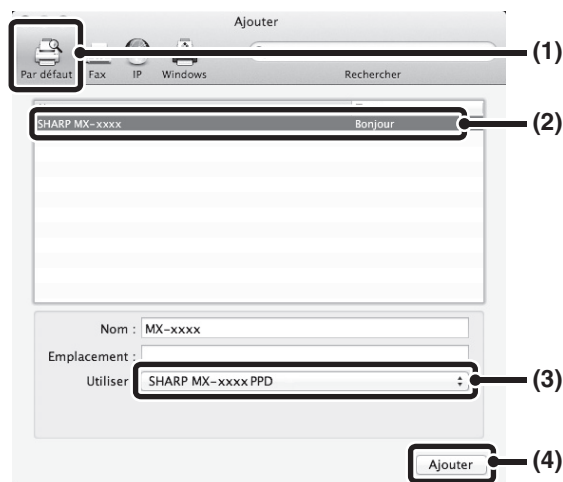 Ajouter
(1)
Par défaut Fax IP Windows Rechercher
SHARP MX-xxxx Bonjour
(2)
Nom : MX-xxxx
Emplacement :
Utiliser SHARP MX-xxxx PPD
(3)
Ajouter
(4)